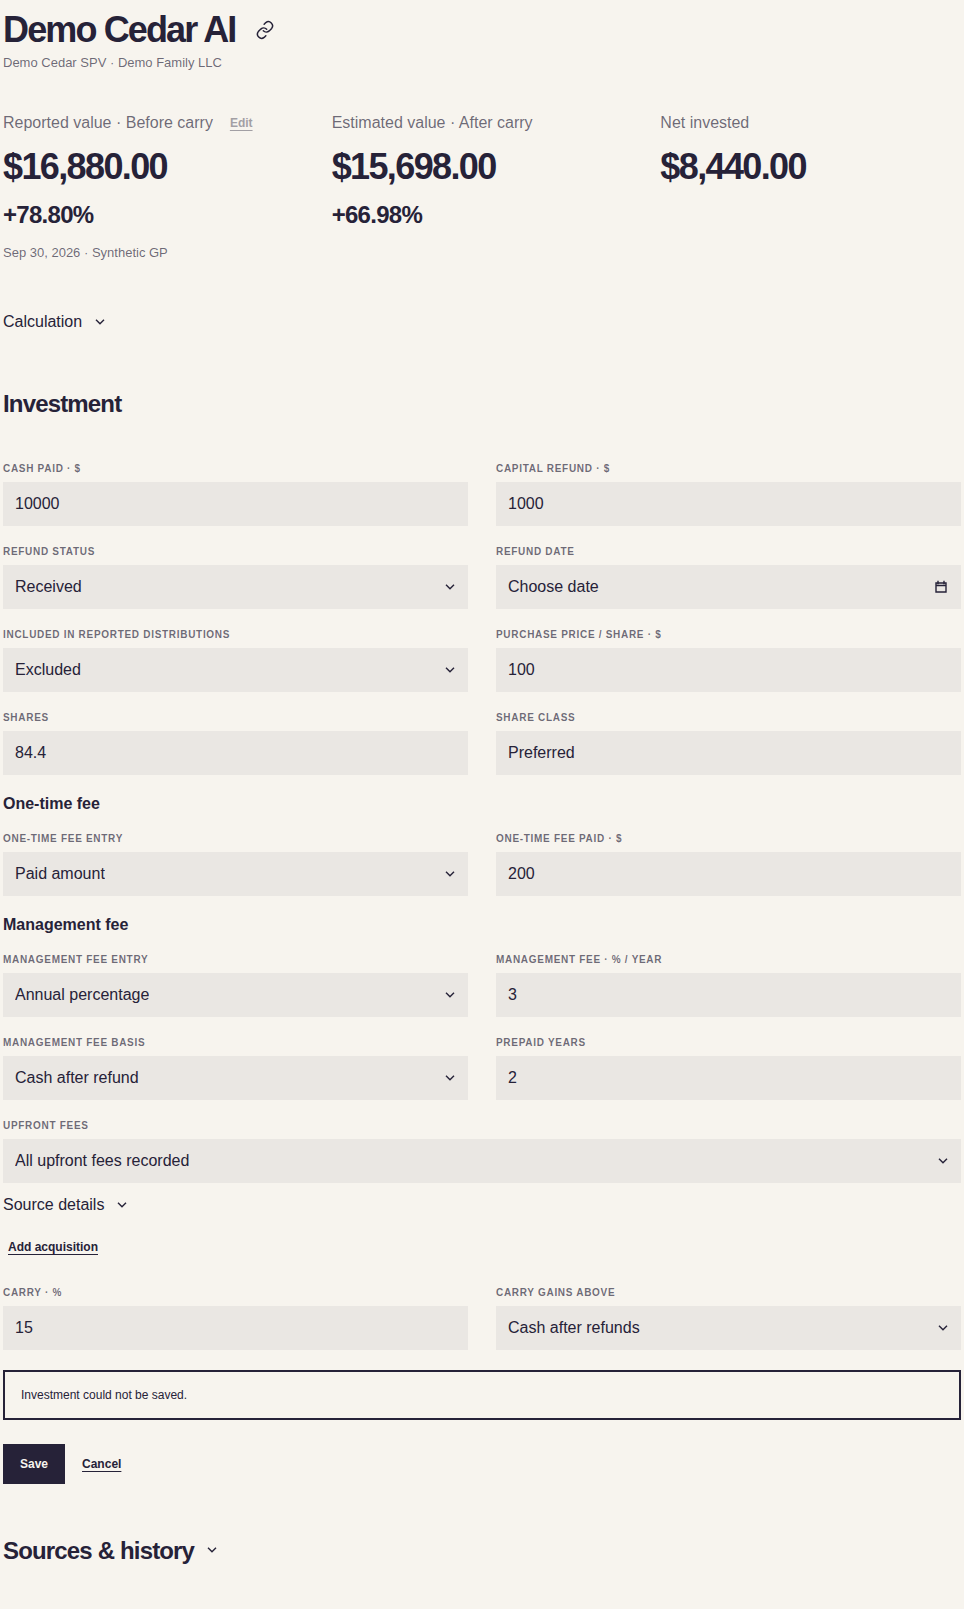 Demo Cedar AI
Demo Cedar SPV · Demo Family LLC
Reported value · Before carry Edit
$16,880.00
+78.80%
Sep 30, 2026 · Synthetic GP
Estimated value · After carry
$15,698.00
+66.98%
Net invested
$8,440.00
Calculation
Investment
CASH PAID · $
10000
CAPITAL REFUND · $
1000
REFUND STATUS
Received
REFUND DATE
Choose date
INCLUDED IN REPORTED DISTRIBUTIONS
Excluded
PURCHASE PRICE / SHARE · $
100
SHARES
84.4
SHARE CLASS
Preferred
One-time fee
ONE-TIME FEE ENTRY
Paid amount
ONE-TIME FEE PAID · $
200
Management fee
MANAGEMENT FEE ENTRY
Annual percentage
MANAGEMENT FEE · % / YEAR
3
MANAGEMENT FEE BASIS
Cash after refund
PREPAID YEARS
2
UPFRONT FEES
All upfront fees recorded
Source details
Add acquisition
CARRY · %
15
CARRY GAINS ABOVE
Cash after refunds
Investment could not be saved.
Save
Cancel
Sources & history